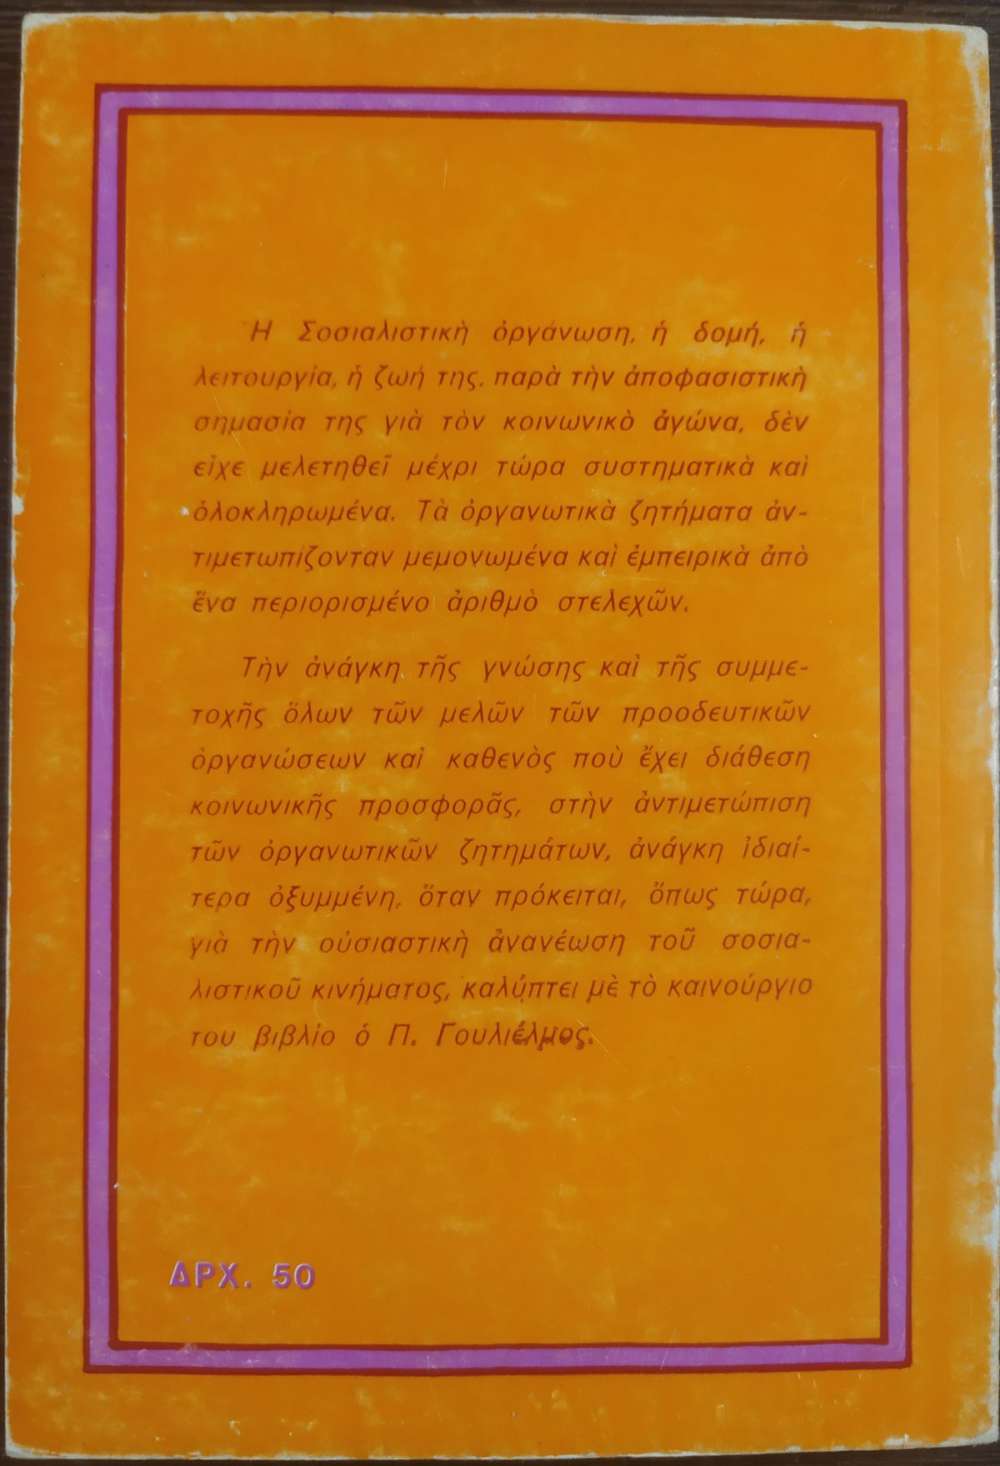 Ἡ Σοσιαλιστικὴ ὀργάνωση, ἡ δομή, ἡ
λειτουργία, ἡ ζωή της, παρὰ τὴν ἀποφασιστικὴ
σημασία της γιὰ τὸν κοινωνικὸ ἀγώνα, δὲν
εἶχε μελετηθεῖ μέχρι τώρα συστηματικὰ καὶ
ὁλοκληρωμένα. Τὰ ὀργανωτικὰ ζητήματα ἀν-
τιμετωπίζονταν μεμονωμένα καὶ ἐμπειρικὰ ἀπὸ
ἕνα περιορισμένο ἀριθμὸ στελεχῶν.
Τὴν ἀνάγκη τῆς γνώσης καὶ τῆς συμμε-
τοχῆς ὅλων τῶν μελῶν τῶν προοδευτικῶν
ὀργανώσεων καὶ καθενὸς ποὺ ἔχει διάθεση
κοινωνικῆς προσφορᾶς, στὴν ἀντιμετώπιση
τῶν ὀργανωτικῶν ζητημάτων, ἀνάγκη ἰδιαί-
τερα ὀξυμμένη, ὅταν πρόκειται, ὅπως τώρα,
γιὰ τὴν οὐσιαστικὴ ἀνανέωση τοῦ σοσια-
λιστικοῦ κινήματος, καλύπτει μὲ τὸ καινούργιο
του βιβλίο ὁ Π. Γουλιέλμος.
ΔΡΧ. 50